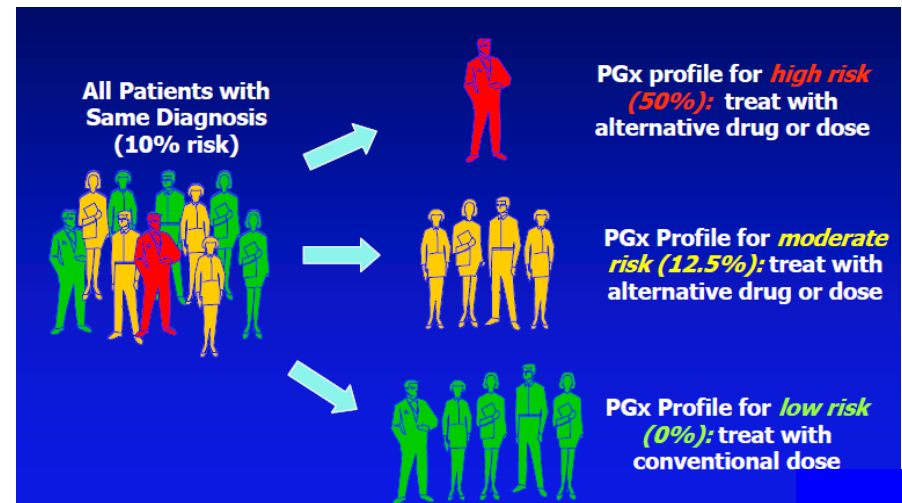 All Patients with
Same Diagnosis
(10% risk)
PGx profile for high risk
(50%): treat with
alternative drug or dose
PGx Profile for moderate
risk (12.5%): treat with
alternative drug or dose
PGx Profile for low risk
(0%): treat with
conventional dose